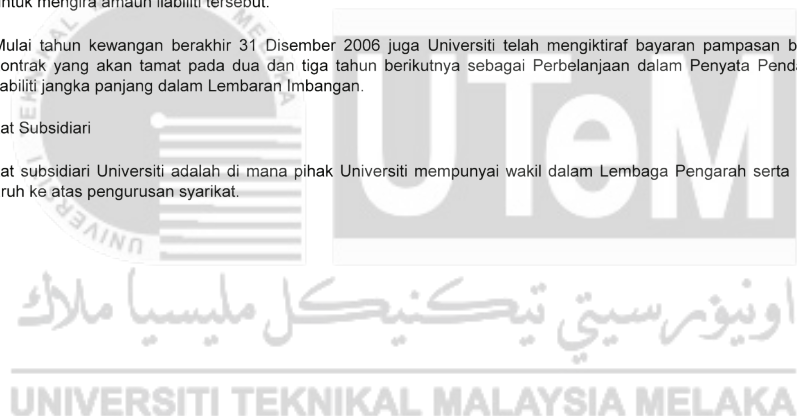 untuk mengira amaun liabiliti tersebut.
Mulai tahun kewangan berakhir 31 Disember 2006 juga Universiti telah mengiktiraf bayaran pampasan b
ontrak yang akan tamat pada dua dan tiga tahun berikutnya sebagai Perbelanjaan dalam Penyata Penda
abiliti jangka panjang dalam Lembaran Imbangan.
at Subsidiari
at subsidiari Universiti adalah di mana pihak Universiti mempunyai wakil dalam Lembaga Pengarah serta
ruh ke atas pengurusan syarikat.
UTeM
اونيۏرسيتي تيكنيكل مليسيا ملاك
UNIVERSITI TEKNIKAL MALAYSIA MELAKA